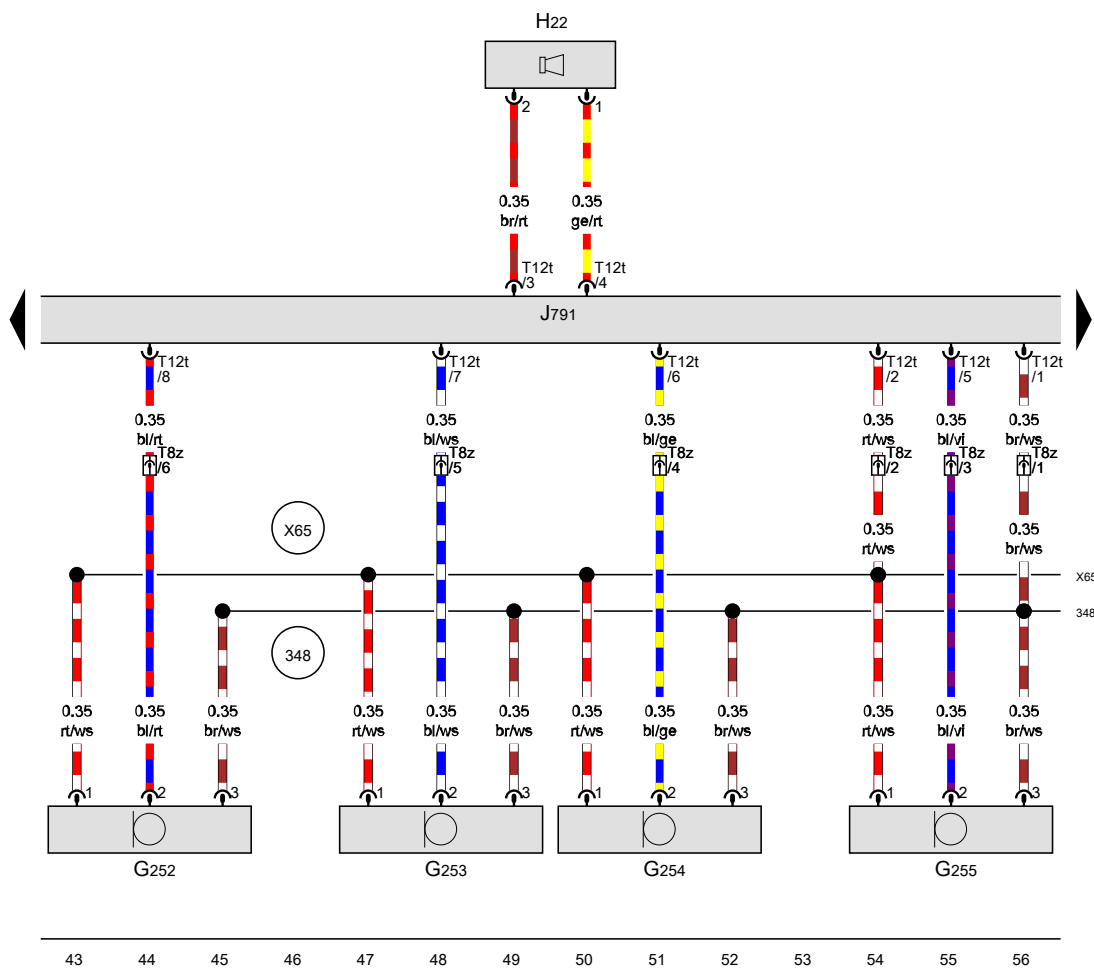 H22
2 1
0.35 0.35
br/rt ge/rt
T12t T12t
/3 /4
J791
T12t T12t T12t T12t T12t T12t
/8 /7 /6 /2 /5 /1
0.35 0.35 0.35 0.35 0.35 0.35
bl/rt bl/ws bl/ge rt/ws bl/vi br/ws
T8z T8z T8z T8z T8z T8z
/6 /5 /4 /2 /3 /1
X65
0.35 0.35
rt/ws br/ws
X65
348
348
0.35 0.35 0.35 0.35 0.35 0.35 0.35 0.35 0.35 0.35 0.35 0.35
rt/ws bl/rt br/ws rt/ws bl/ws br/ws rt/ws bl/ge br/ws rt/ws bl/vi br/ws
1 2 3 1 2 3 1 2 3 1 2 3
G252 G253 G254 G255
43 44 45 46 47 48 49 50 51 52 53 54 55 56